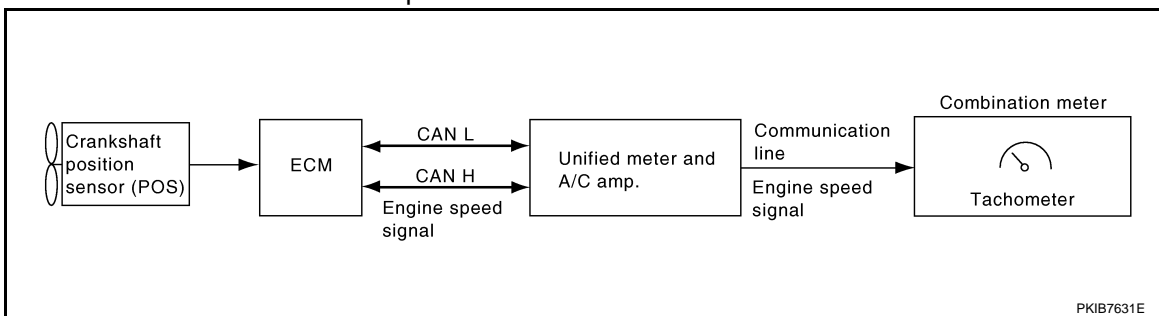 Crankshaft
position
sensor (POS)
ECM
CAN L
CAN H
Engine speed
signal
Unified meter and
A/C amp.
Communication
line
Engine speed
signal
Combination meter
Tachometer
PKIB7631E